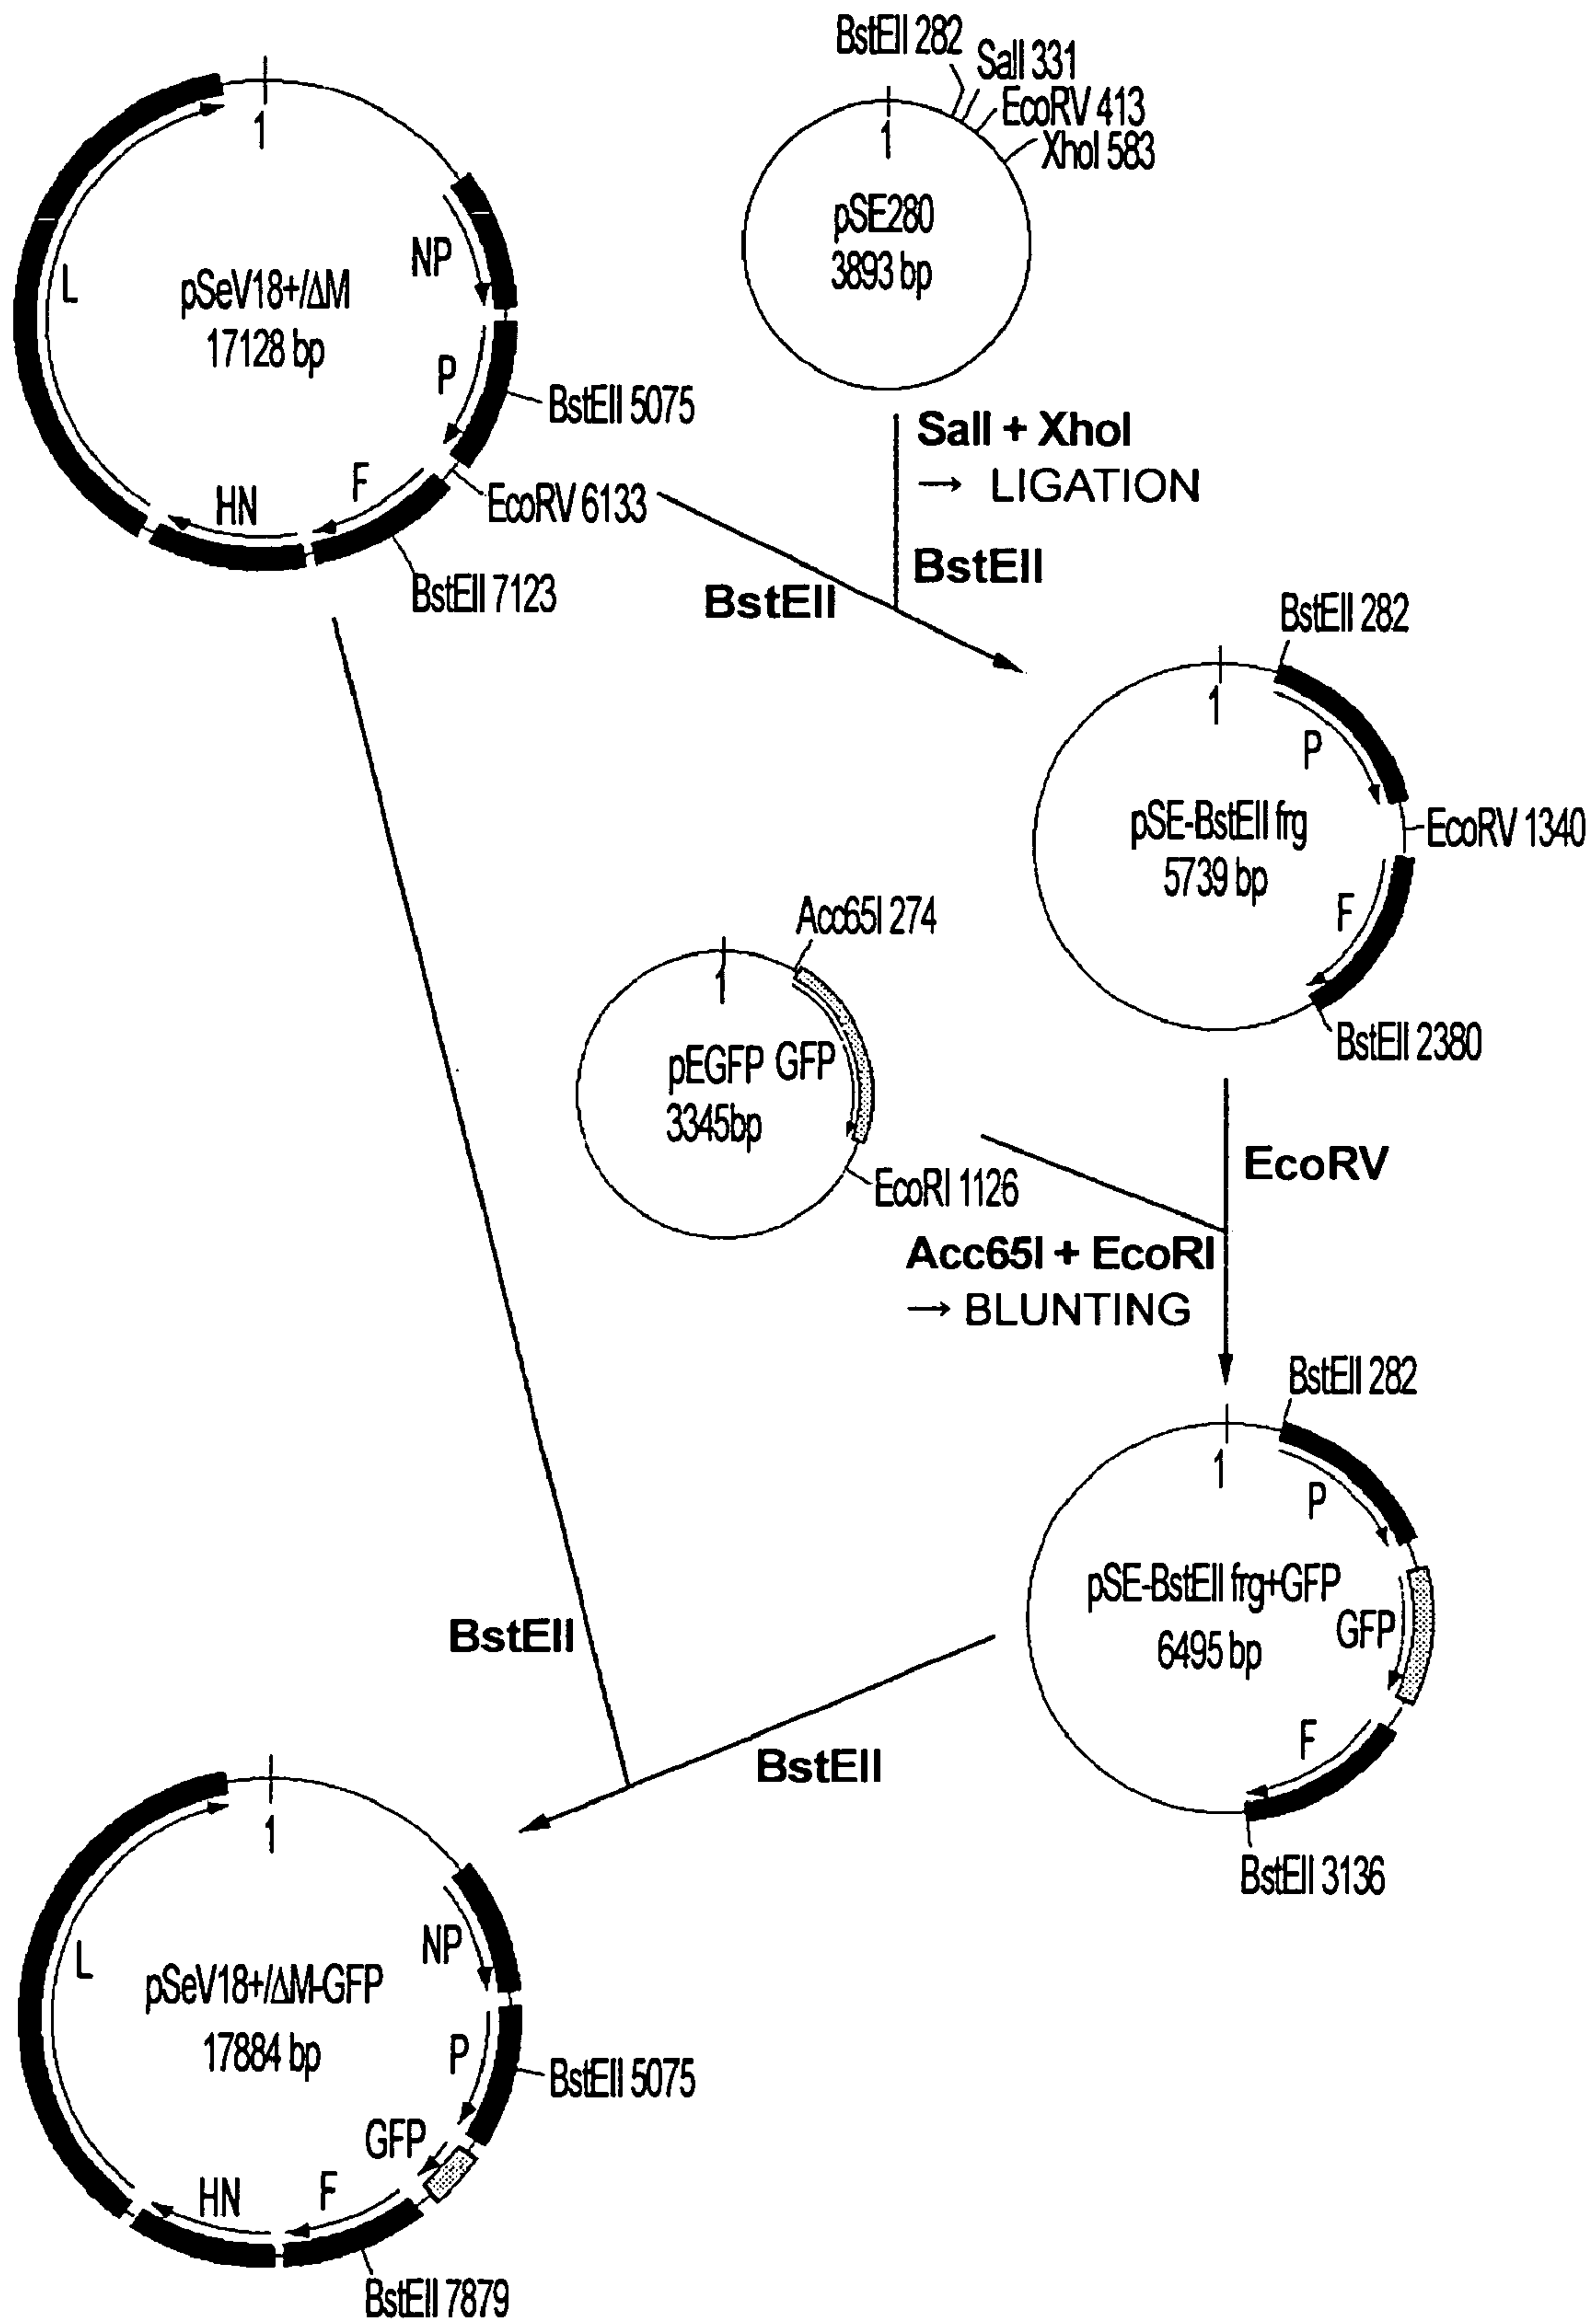 BstEII 282
SalI 331
EcoRV 413
XhoI 583
1
pSE280
3893 bp
1
NP
L
pSeV18+/ΔM
17128 bp
P
BstEII 5075
EcoRV 6133
F
HN
BstEII 7123
SalI + XhoI
→ LIGATION
BstEII
BstEII
BstEII 282
1
P
pSE-BstEII frg
5739 bp
EcoRV 1340
F
BstEII 2380
Acc65I 274
1
pEGFP GFP
3345bp
EcoRI 1126
EcoRV
Acc65I + EcoRI
→ BLUNTING
BstEII 282
1
P
pSE-BstEII frg+GFP
6495 bp
GFP
F
BstEII 3136
BstEII
BstEII
1
NP
L
pSeV18+/ΔM-GFP
17884 bp
P
BstEII 5075
GFP
F
HN
BstEII 7879